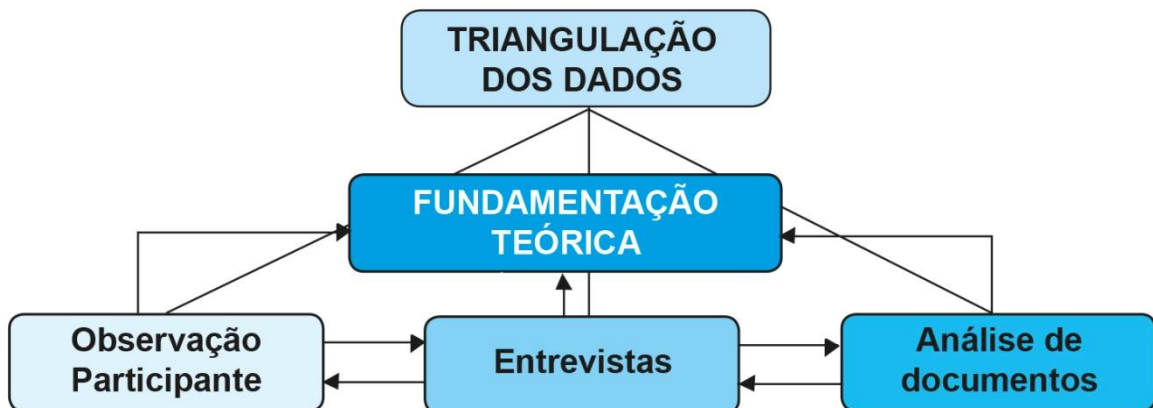 TRIANGULAÇÃO
DOS DADOS
FUNDAMENTAÇÃO
TEÓRICA
Observação
Participante
Entrevistas
Análise de
documentos